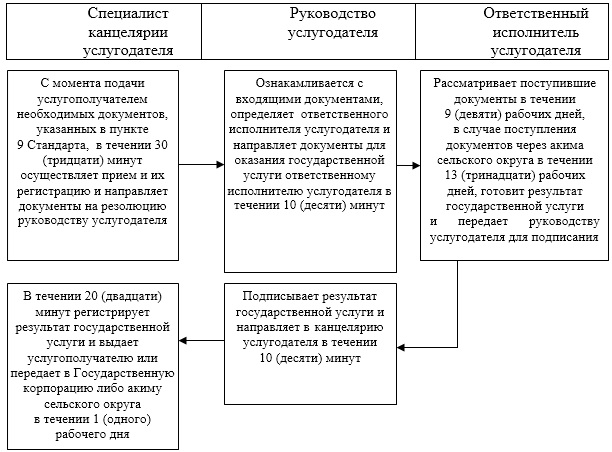 Специалист
канцелярии
услугодателя
Руководство
услугодателя
Ответственный
исполнитель
услугодателя
С момента подачи
услугополучателем
необходимых документов,
указанных в пункте
9 Стандарта, в течении 30
(тридцати) минут
осуществляет прием и их
регистрацию и направляет
документы на резолюцию
руководству услугодателя
Ознакамливается с
входящими документами,
определяет ответственного
исполнителя услугодателя и
направляет документы для
оказания государственной
услуги ответственному
исполнителю услугодателя в
течении 10 (десяти) минут
Рассматривает поступившие
документы в течении
9 (девяти) рабочих дней,
в случае поступления
документов через акима
сельского округа в течении
13 (тринадцати) рабочих
дней, готовит результат
государственной услуги
и передает руководству
услугодателя для подписания
Подписывает результат
государственной услуги и
направляет в канцелярию
услугодателя в течении
10 (десяти) минут
В течении 20 (двадцати)
минут регистрирует
результат государственной
услуги и выдает
услугополучателю или
передает в Государственную
корпорацию либо акиму
сельского округа
в течении 1 (одного)
рабочего дня